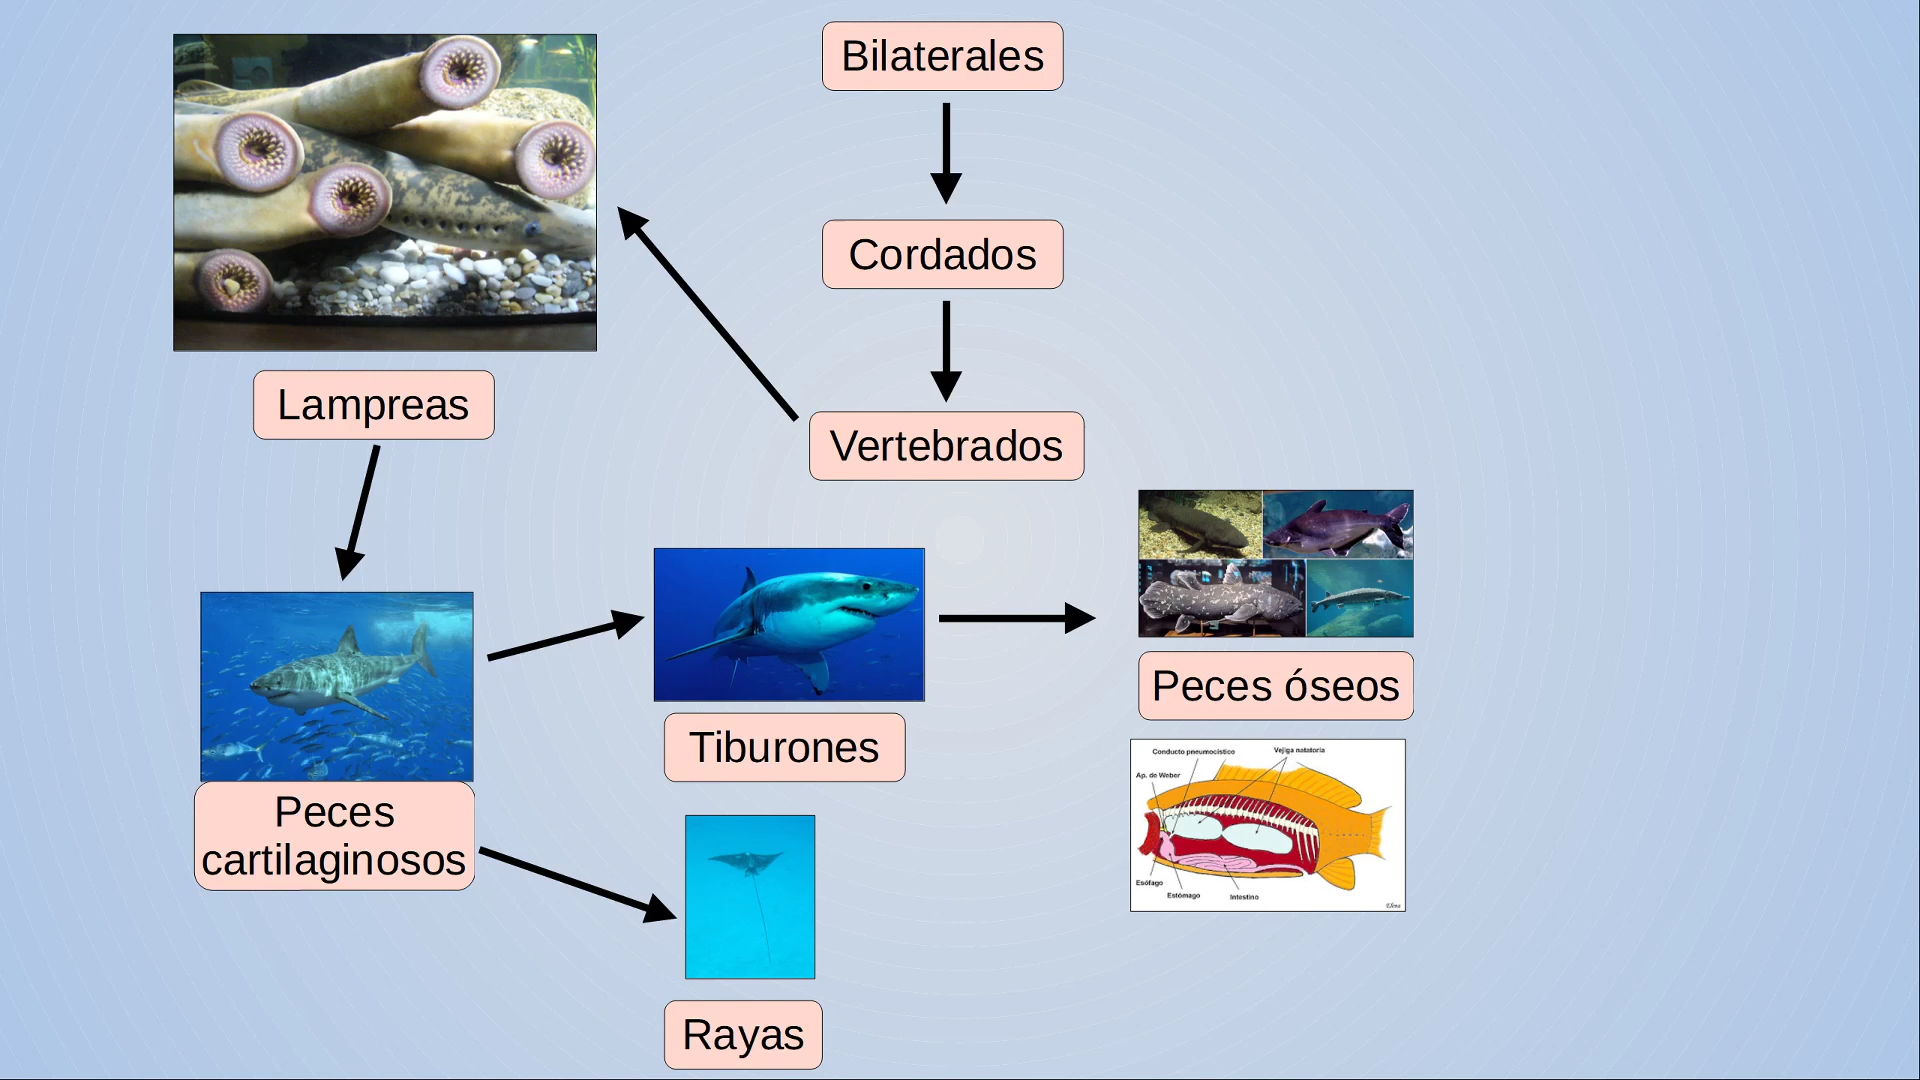 Bilaterales
Cordados
Vertebrados
Lampreas
Peces
cartilaginosos
Tiburones
Rayas
Peces óseos
Conducto pneumocístico
Vejiga natatoria
Ap. de Weber
Esófago
Estómago
Intestino